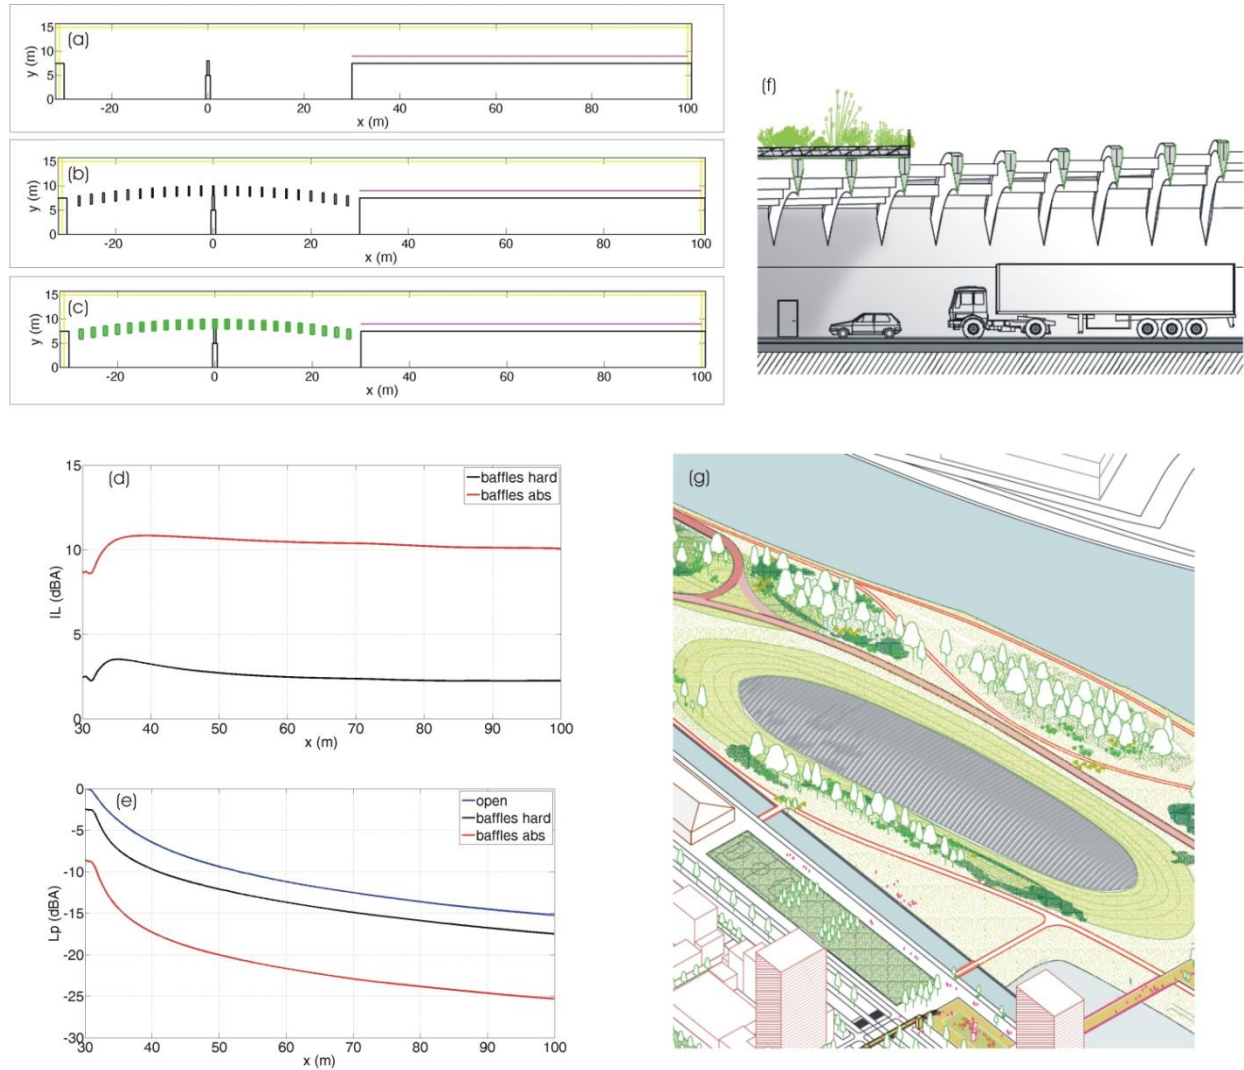 (a)
y (m)
15
10
5
0
-20
0
20
40
60
80
100
x (m)
(b)
y (m)
15
10
5
0
-20
0
20
40
60
80
100
x (m)
(c)
y (m)
15
10
5
0
-20
0
20
40
60
80
100
x (m)
(f)
(d)
baffles hard
baffles abs
IL (dBA)
15
10
5
0
30
40
50
60
70
80
90
100
x (m)
(e)
open
baffles hard
baffles abs
Lp (dBA)
0
-5
-10
-15
-20
-25
-30
30
40
50
60
70
80
90
100
x (m)
(g)